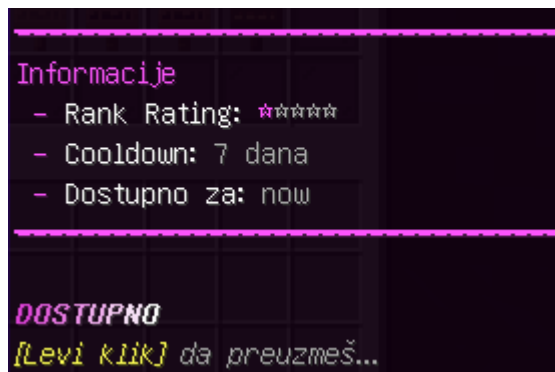 Informacije
- Rank Rating: ☆☆☆☆☆
- Cooldown: 7 dana
- Dostupno za: now
DOSTUPNO
[Levi klik] da preuzmeš...